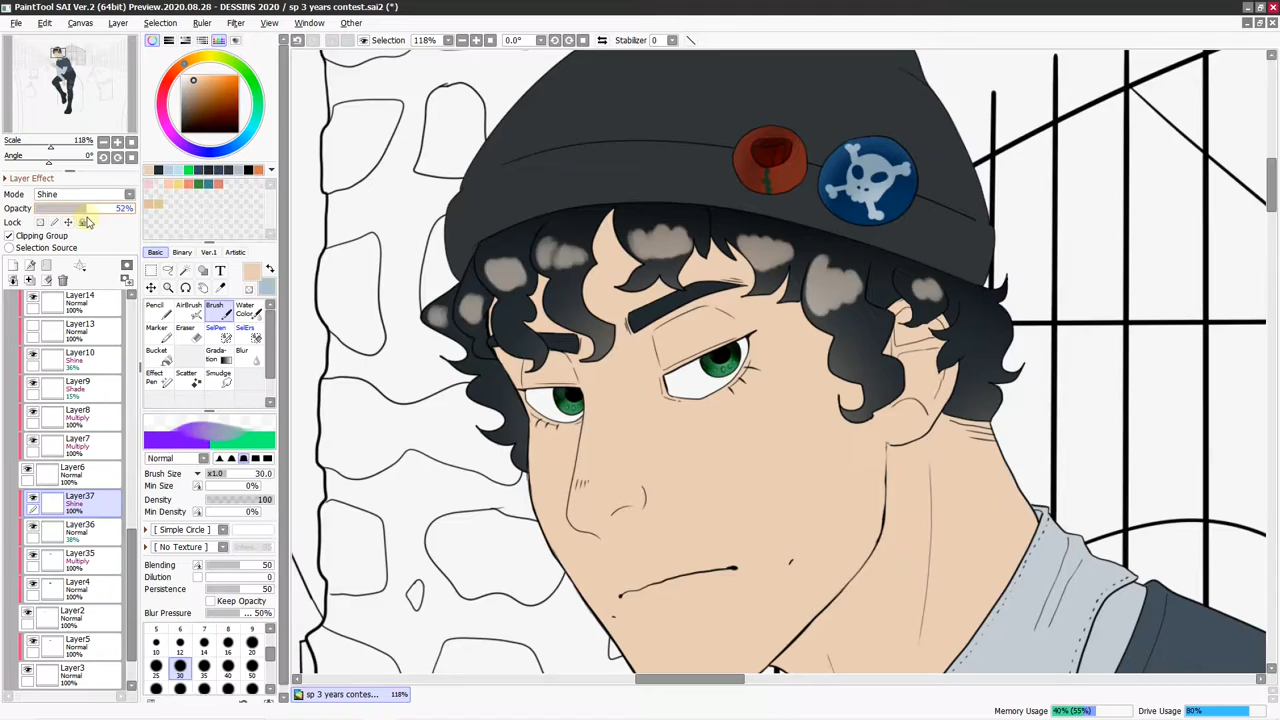 PaintTool SAI Ver.2 (64bit) Preview.2020.08.28 - DESSINS 2020 / sp 3 years contest.sai2 (*)
File Edit Canvas Layer Selection Ruler Filter View Window Other
Selection 118% 0.0° Stabilizer 0
Scale 118%
Angle 0°
Layer Effect
Mode Shine
Opacity 52%
Lock
Clipping Group
Selection Source
Layer14
Normal
100%
Layer13
Normal
100%
Layer10
Shine
36%
Layer9
Shade
15%
Layer8
Multiply
100%
Layer7
Multiply
100%
Layer6
Normal
100%
Layer37
Shine
100%
Layer36
Normal
38%
Layer35
Multiply
100%
Layer4
Normal
100%
Layer2
Normal
100%
Layer5
Normal
100%
Layer3
Normal
100%
Basic Binary Ver.1 Artistic
T
Pencil AirBrush Brush Water Color
Marker Eraser SelPen SelErs
Bucket Gradation Blur
Effect Pen Scatter Smudge
Normal
Brush Size x1.0 30.0
Min Size 0%
Density 100
Min Density 0%
[ Simple Circle ]
[ No Texture ]
Blending 50
Dilution 0
Persistence 50
Keep Opacity
Blur Pressure ... 50%
5 6 7 8 9
10 12 14 16 20
25 30 35 40 50
sp 3 years contes... 118%
Memory Usage 40% (55%) Drive Usage 80%